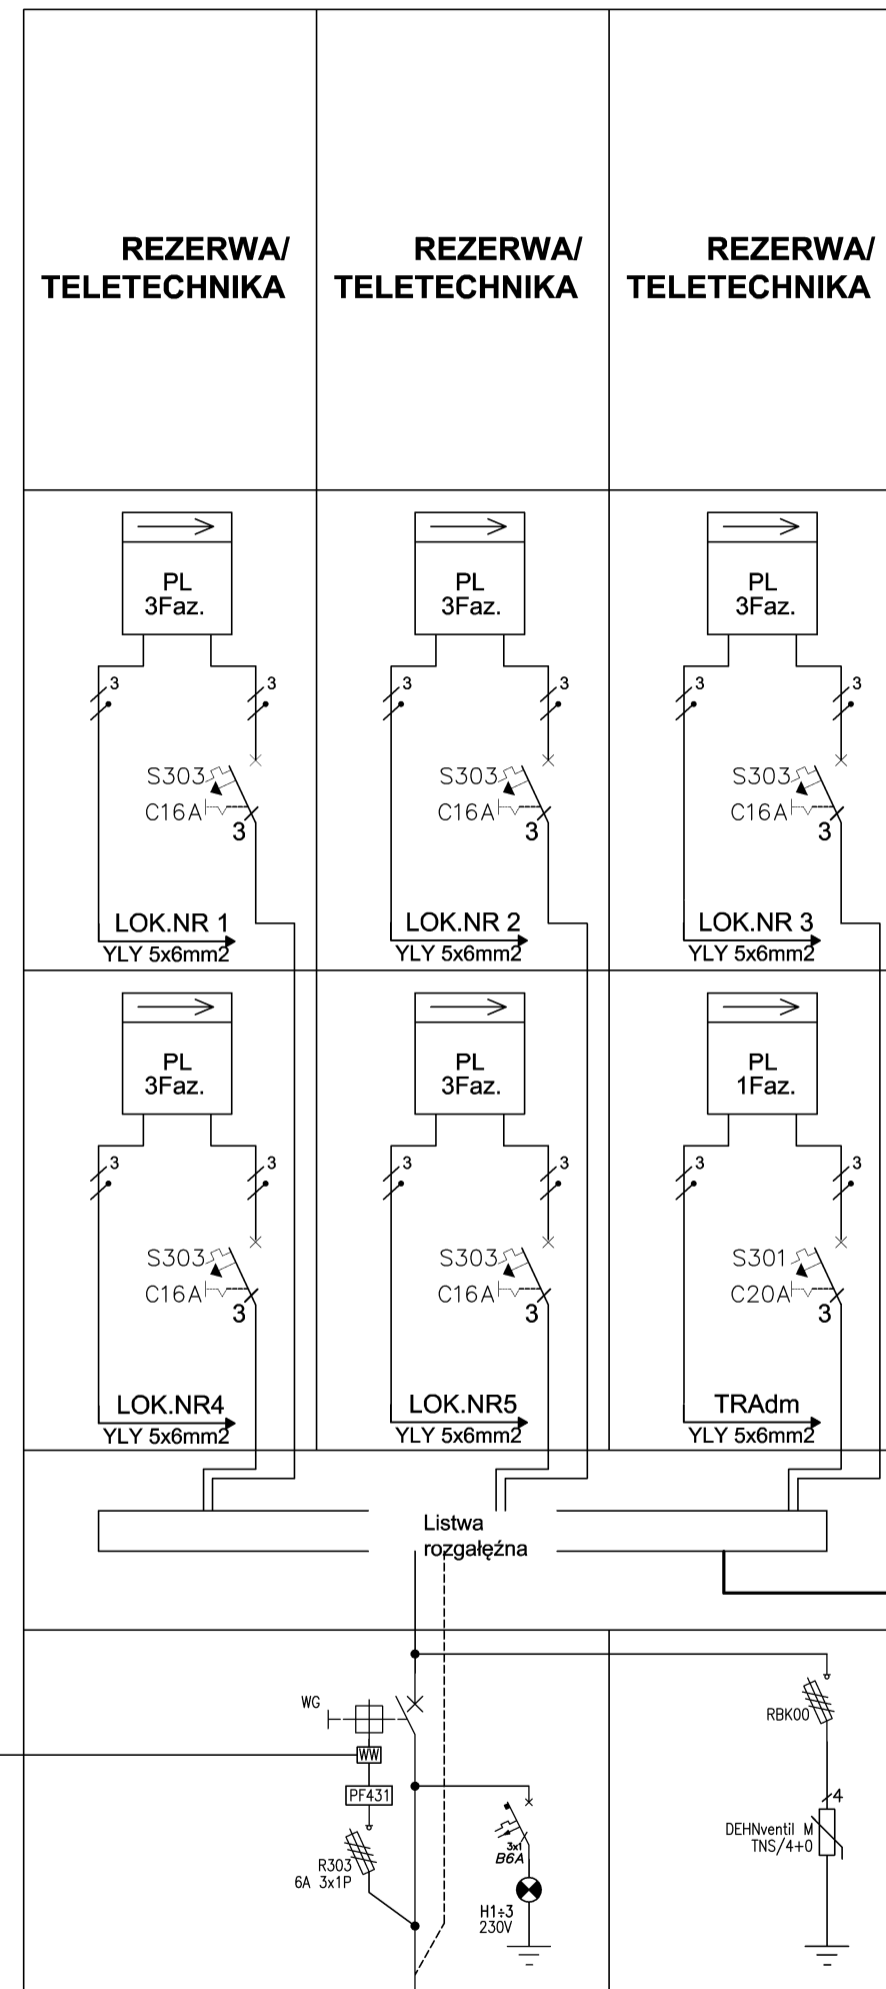 REZERWA/
TELETECHNIKA
REZERWA/
TELETECHNIKA
REZERWA/
TELETECHNIKA
PL
3Faz.
3
3
S303
C16A
3
LOK.NR 1
YLY 5x6mm2
PL
3Faz.
3
3
S303
C16A
3
LOK.NR 2
YLY 5x6mm2
PL
3Faz.
3
3
S303
C16A
3
LOK.NR 3
YLY 5x6mm2
PL
3Faz.
3
3
S303
C16A
3
LOK.NR4
YLY 5x6mm2
PL
3Faz.
3
3
S303
C16A
3
LOK.NR5
YLY 5x6mm2
PL
1Faz.
3
3
S301
C20A
3
TRAdm
YLY 5x6mm2
Listwa
rozgałęźna
WG
WW
PF431
R303
6A 3x1P
3x1
B6A
H1÷3
230V
RBK00
4
DEHNventil M
TNS/4+0